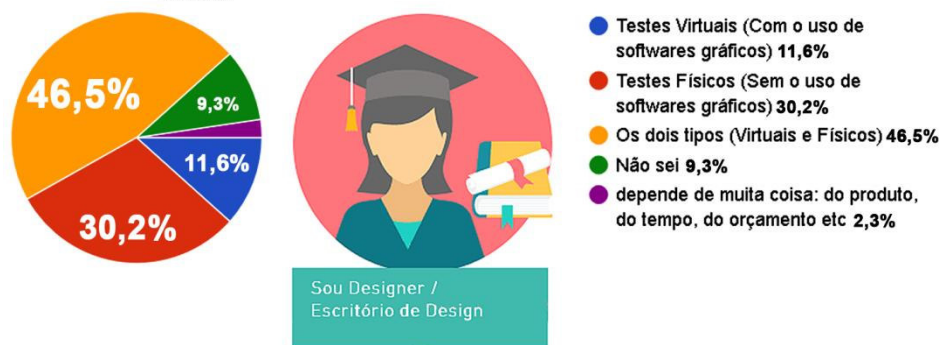 46,5%
9,3%
11,6%
30,2%
Sou Designer /
Escritório de Design
Testes Virtuais (Com o uso de
softwares gráficos) 11,6%
Testes Físicos (Sem o uso de
softwares gráficos) 30,2%
Os dois tipos (Virtuais e Físicos) 46,5%
Não sei 9,3%
depende de muita coisa: do produto,
do tempo, do orçamento etc 2,3%